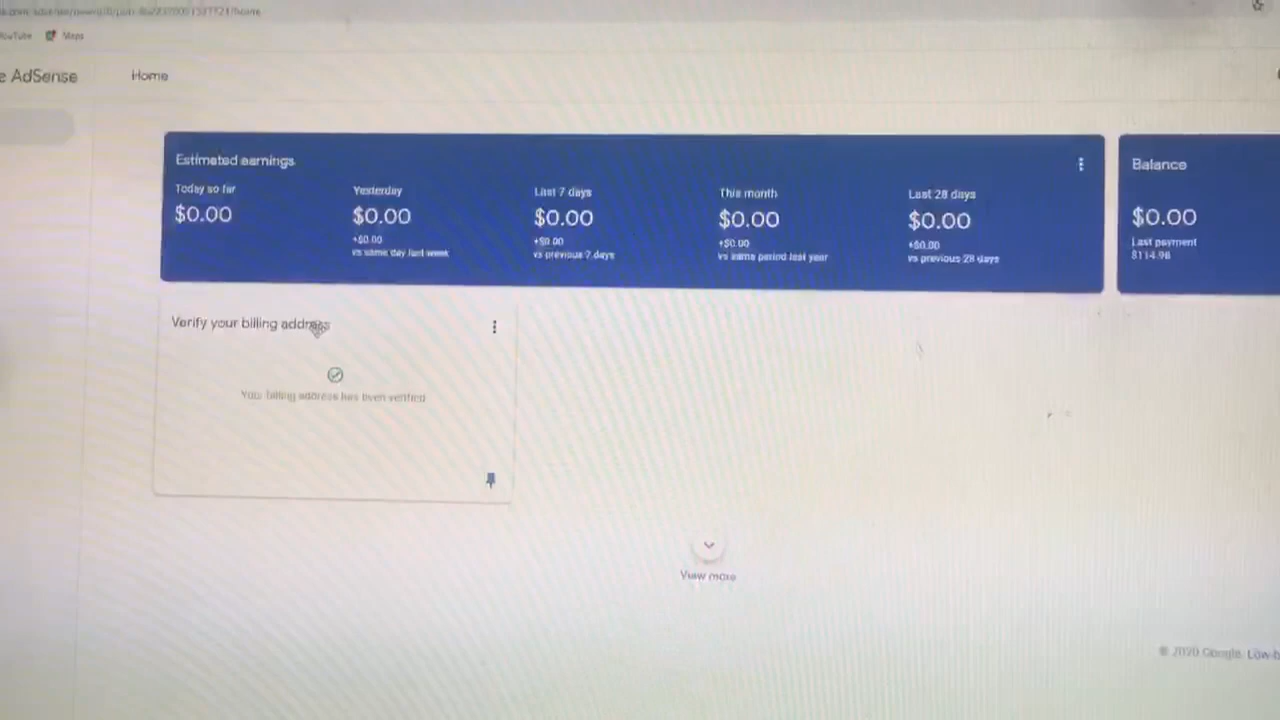 YouTube Maps
e AdSense Home
Estimated earnings
Today so far Yesterday Last 7 days This month Last 28 days
$0.00 $0.00 $0.00 $0.00 $0.00
+$0.00 +$0.00 +$0.00 +$0.00
vs same day last week vs previous 7 days vs same period last year vs previous 28 days
Balance
$0.00
Last payment
$114.96
Verify your billing address
Your billing address has been verified
View more
© 2020 Google. Low-b